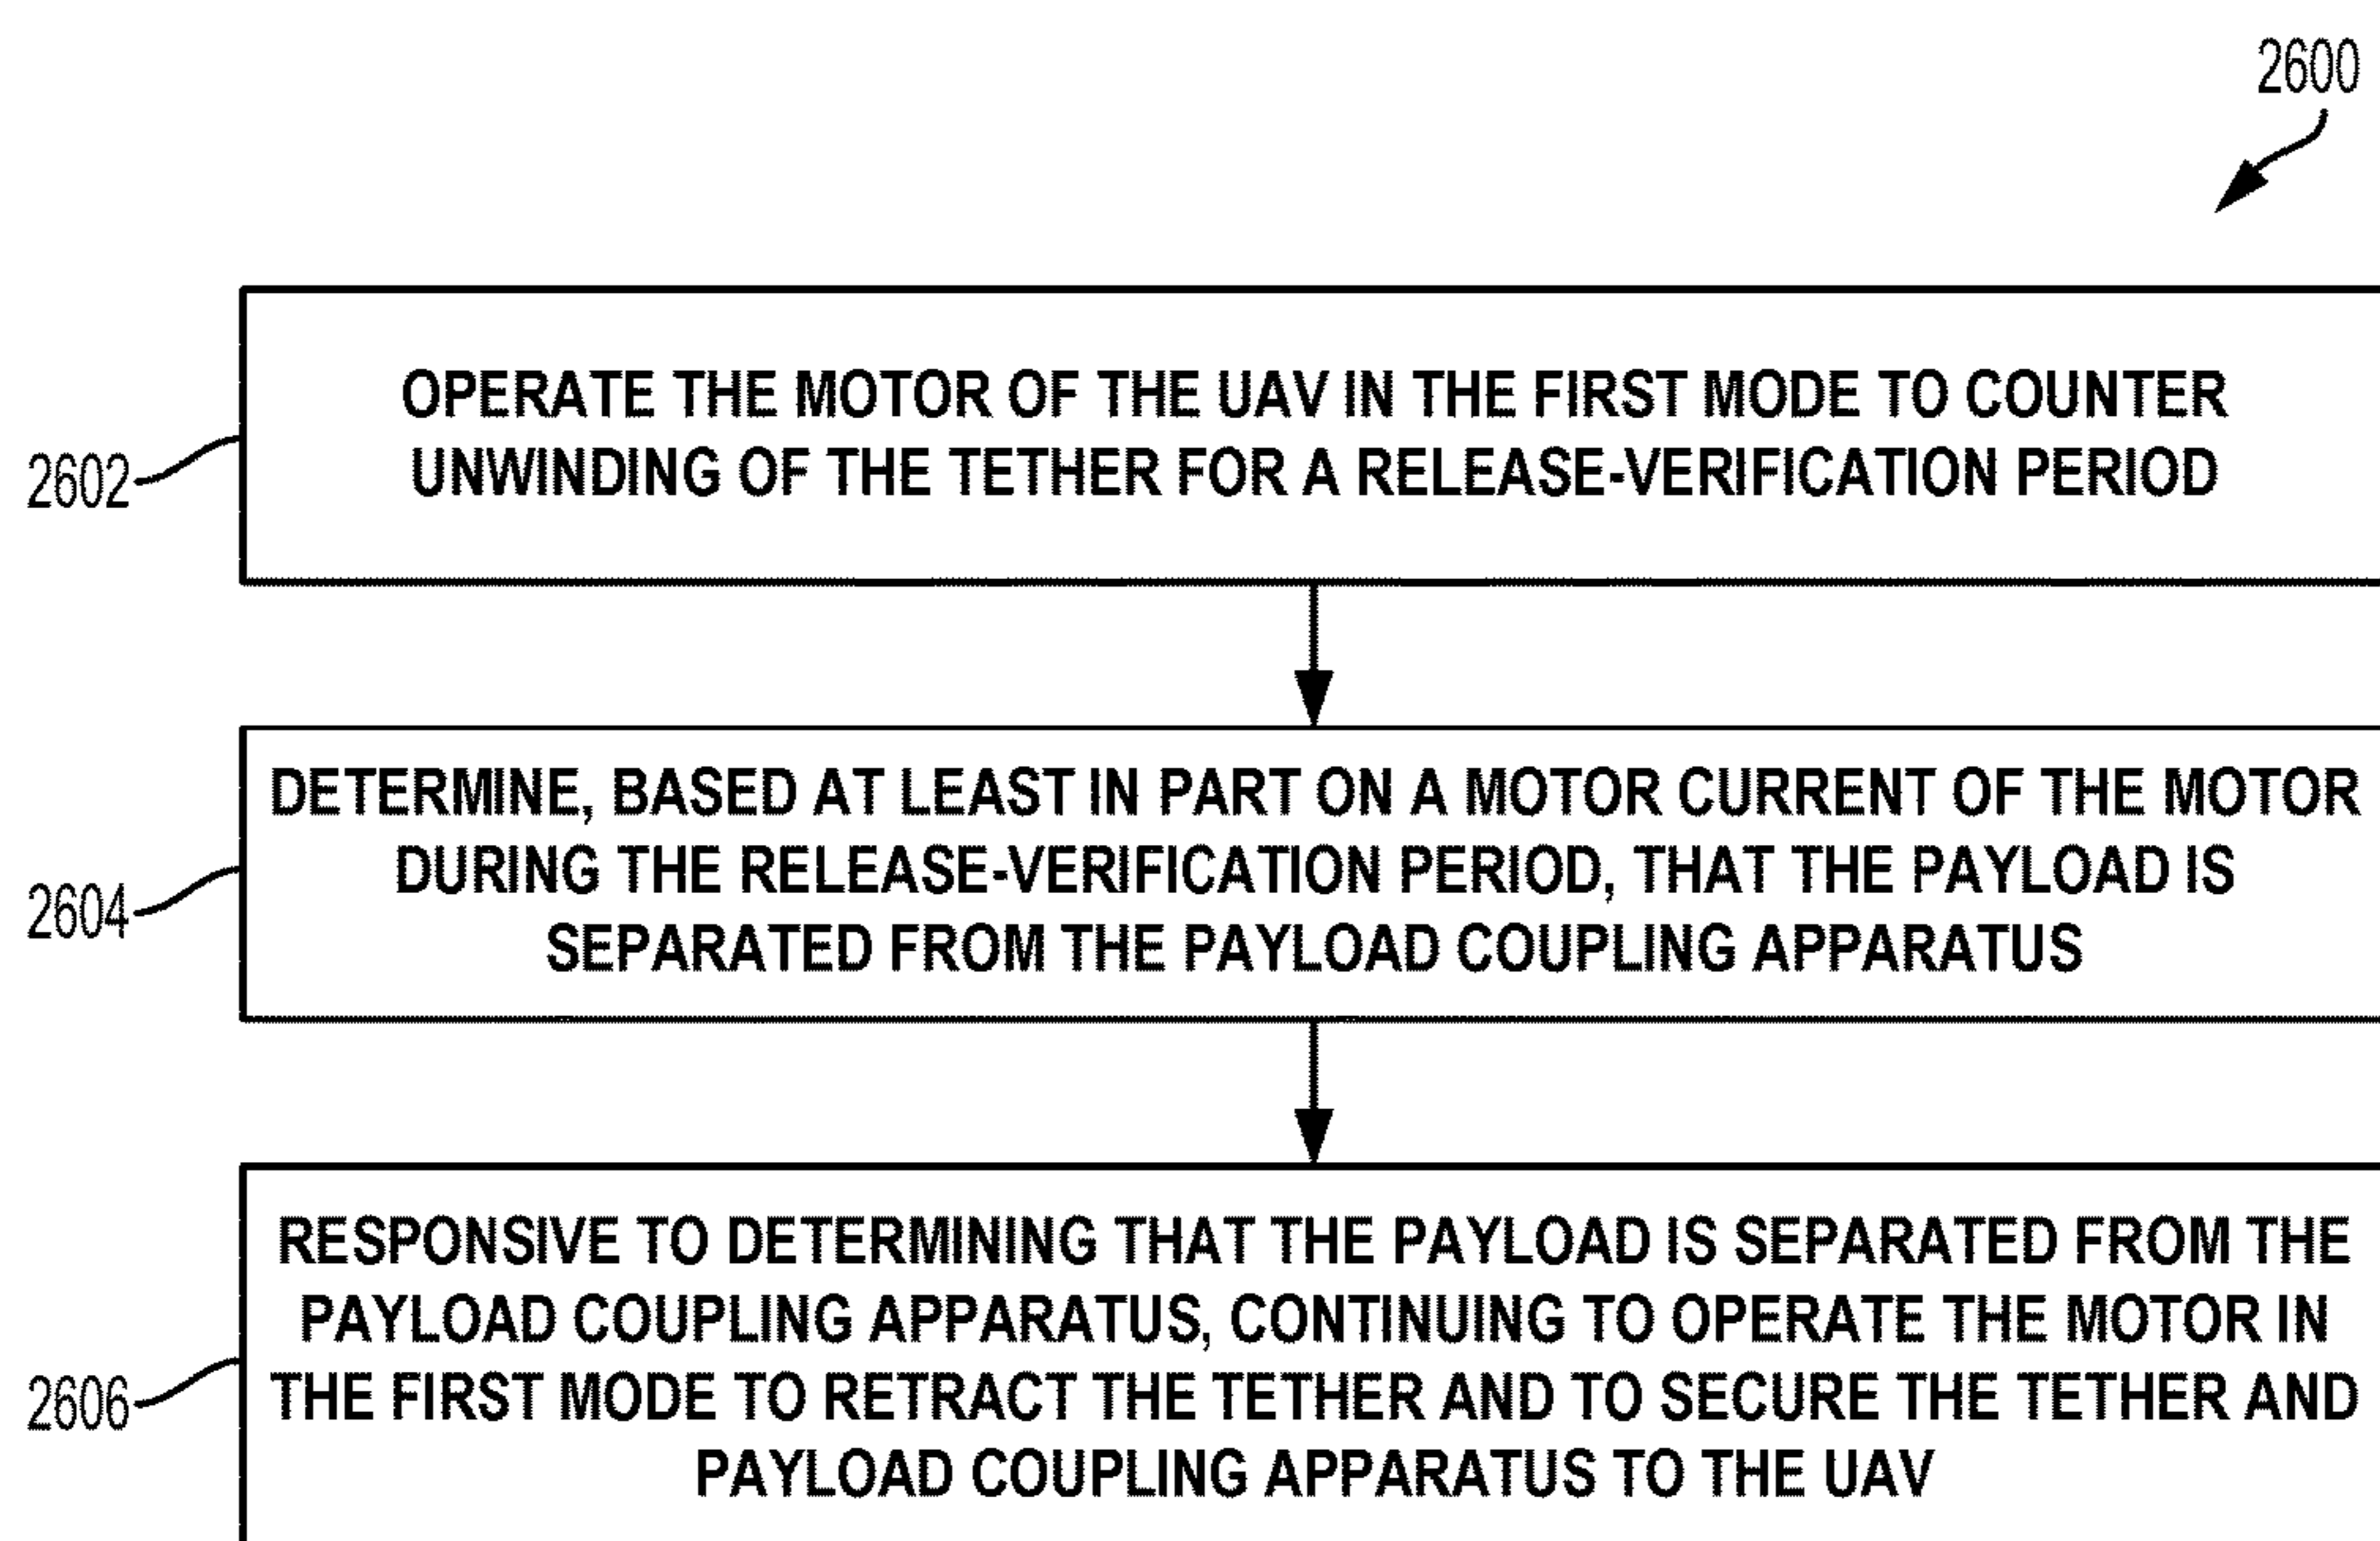 2600
OPERATE THE MOTOR OF THE UAV IN THE FIRST MODE TO COUNTER
UNWINDING OF THE TETHER FOR A RELEASE-VERIFICATION PERIOD
2602
DETERMINE, BASED AT LEAST IN PART ON A MOTOR CURRENT OF THE MOTOR
DURING THE RELEASE-VERIFICATION PERIOD, THAT THE PAYLOAD IS
SEPARATED FROM THE PAYLOAD COUPLING APPARATUS
2604
RESPONSIVE TO DETERMINING THAT THE PAYLOAD IS SEPARATED FROM THE
PAYLOAD COUPLING APPARATUS, CONTINUING TO OPERATE THE MOTOR IN
THE FIRST MODE TO RETRACT THE TETHER AND TO SECURE THE TETHER AND
PAYLOAD COUPLING APPARATUS TO THE UAV
2606